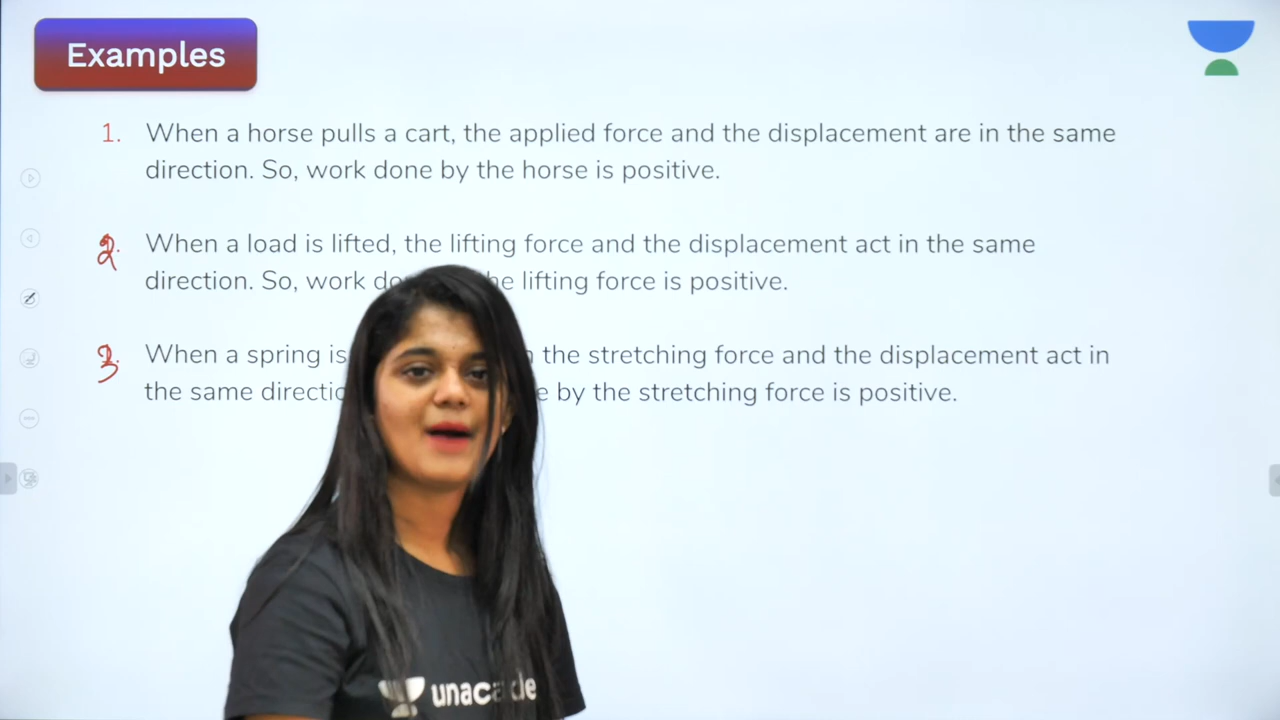 Examples
1. When a horse pulls a cart, the applied force and the displacement are in the same
direction. So, work done by the horse is positive.
2. When a load is lifted, the lifting force and the displacement act in the same
direction. So, work he lifting force is positive.
3. When a spring is the stretching force and the displacement act in
the same by the stretching force is positive.
unacademy